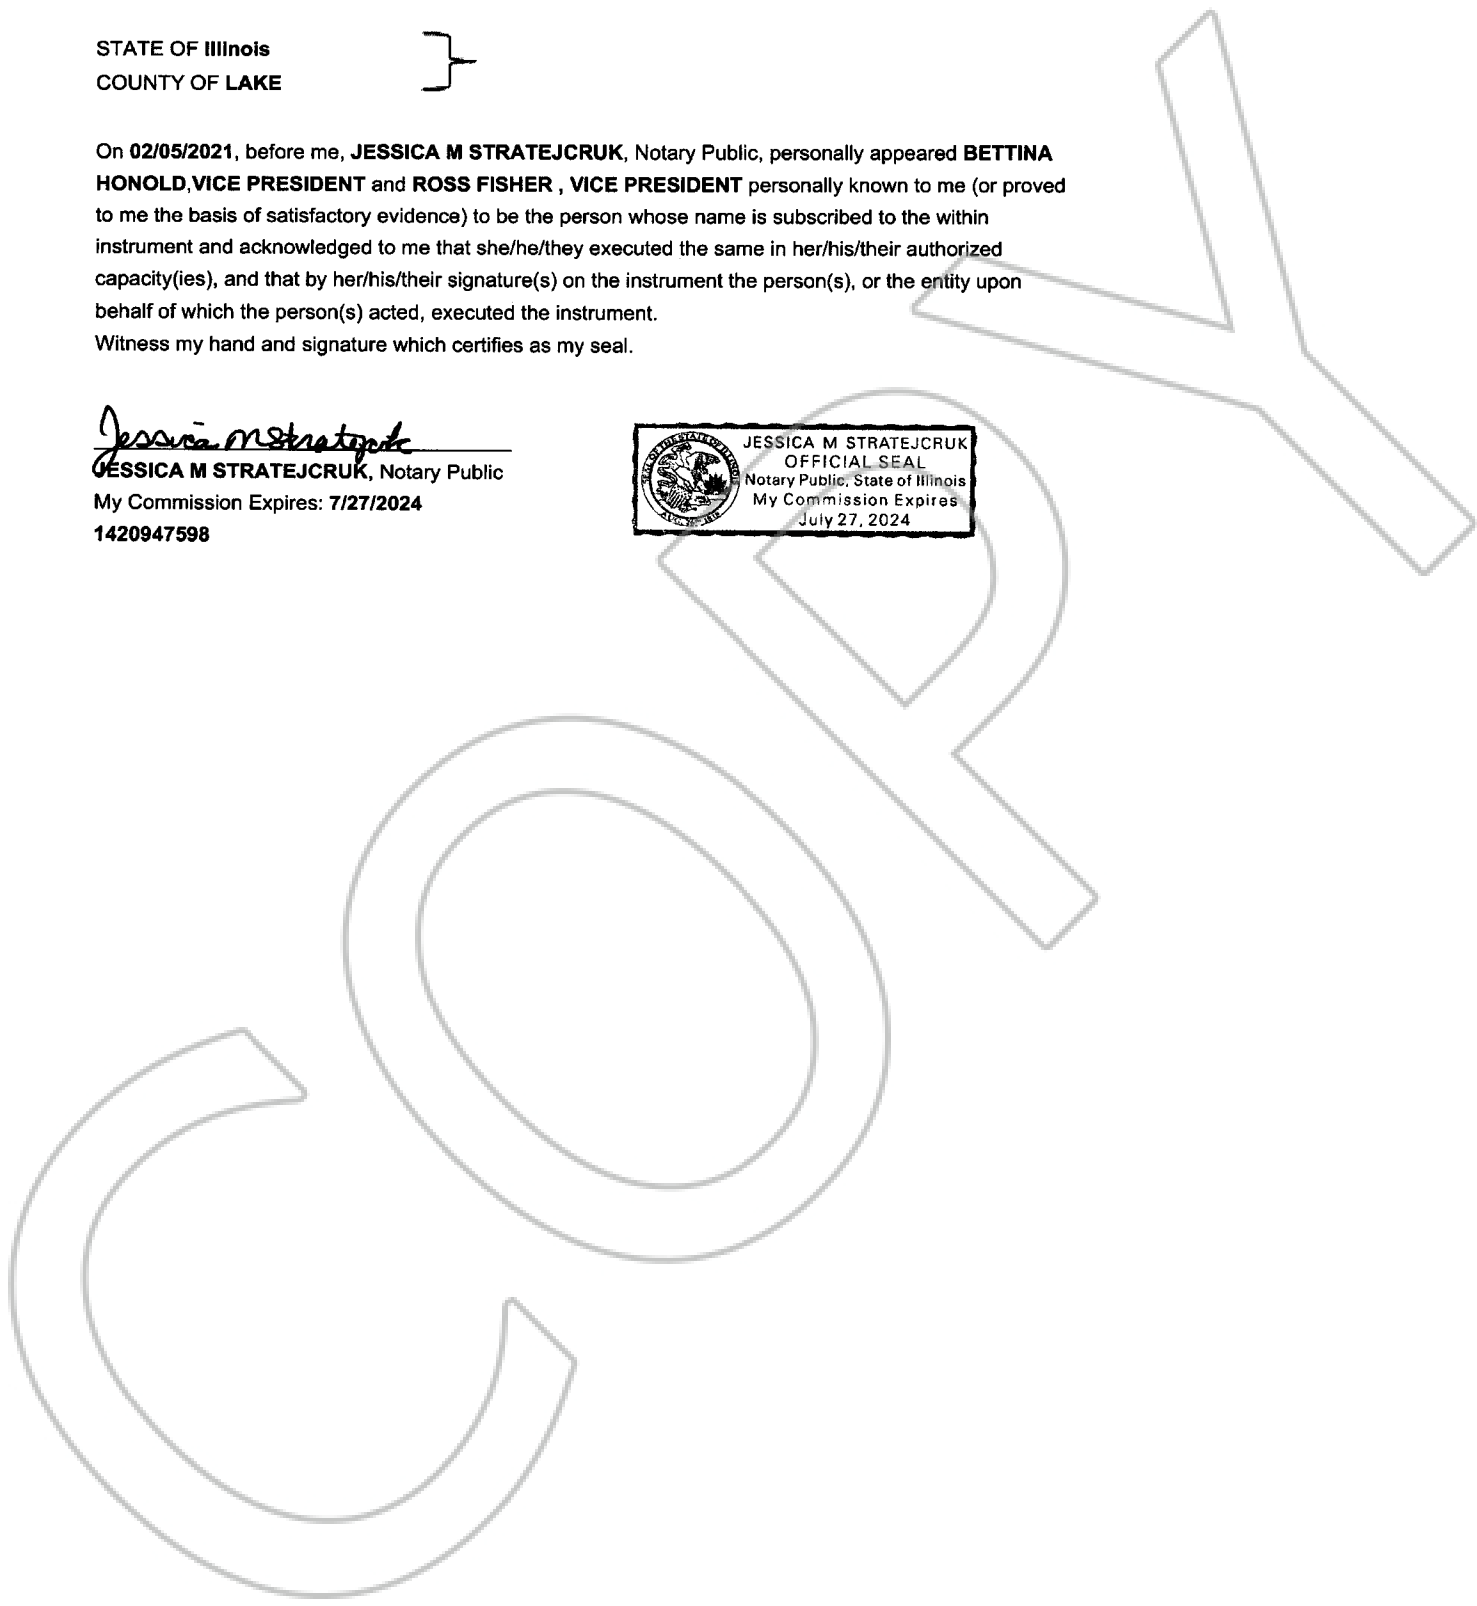 STATE OF Illinois
COUNTY OF LAKE
On 02/05/2021, before me, JESSICA M STRATEJCRUK, Notary Public, personally appeared BETTINA
HONOLD,VICE PRESIDENT and ROSS FISHER , VICE PRESIDENT personally known to me (or proved
to me the basis of satisfactory evidence) to be the person whose name is subscribed to the within
instrument and acknowledged to me that she/he/they executed the same in her/his/their authorized
capacity(ies), and that by her/his/their signature(s) on the instrument the person(s), or the entity upon
behalf of which the person(s) acted, executed the instrument.
Witness my hand and signature which certifies as my seal.
Jessica M Stratejcruk
JESSICA M STRATEJCRUK, Notary Public
My Commission Expires: 7/27/2024
1420947598
SEAL OF THE STATE OF ILLINOIS
JESSICA M STRATEJCRUK
OFFICIAL SEAL
Notary Public, State of Illinois
My Commission Expires
July 27, 2024
COPY